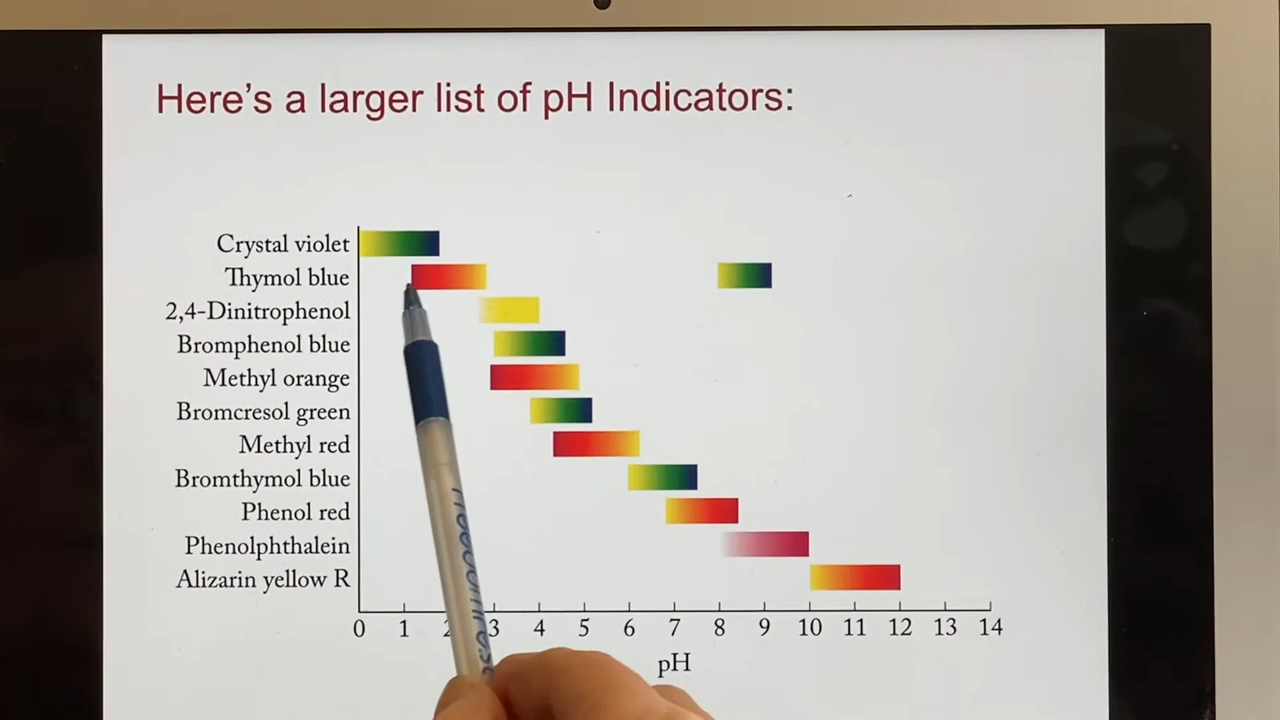 Here's a larger list of pH Indicators:
Crystal violet
Thymol blue
2,4-Dinitrophenol
Bromphenol blue
Methyl orange
Bromcresol green
Methyl red
Bromthymol blue
Phenol red
Phenolphthalein
Alizarin yellow R
0 1 2 3 4 5 6 7 8 9 10 11 12 13 14
pH